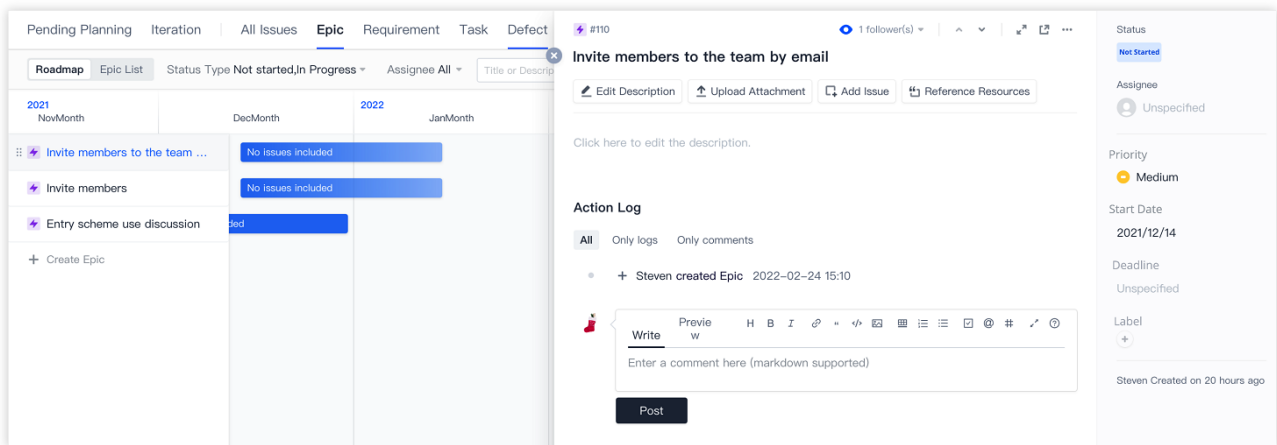 Pending Planning Iteration All Issues Epic Requirement Task Defect
Roadmap Epic List Status Type Not started,In Progress Assignee All Title or Descrip
2021 2022
NovMonth DecMonth JanMonth
Invite members to the team ... No issues included
Invite members No issues included
Entry scheme use discussion ded
+ Create Epic
#110 1 follower(s)
Invite members to the team by email
Edit Description Upload Attachment Add Issue Reference Resources
Click here to edit the description.
Action Log
All Only logs Only comments
+ Steven created Epic 2022-02-24 15:10
Write Previe
w H B I
Enter a comment here (markdown supported)
Post
Status
Not Started
Assignee
Unspecified
Priority
Medium
Start Date
2021/12/14
Deadline
Unspecified
Label
+
Steven Created on 20 hours ago